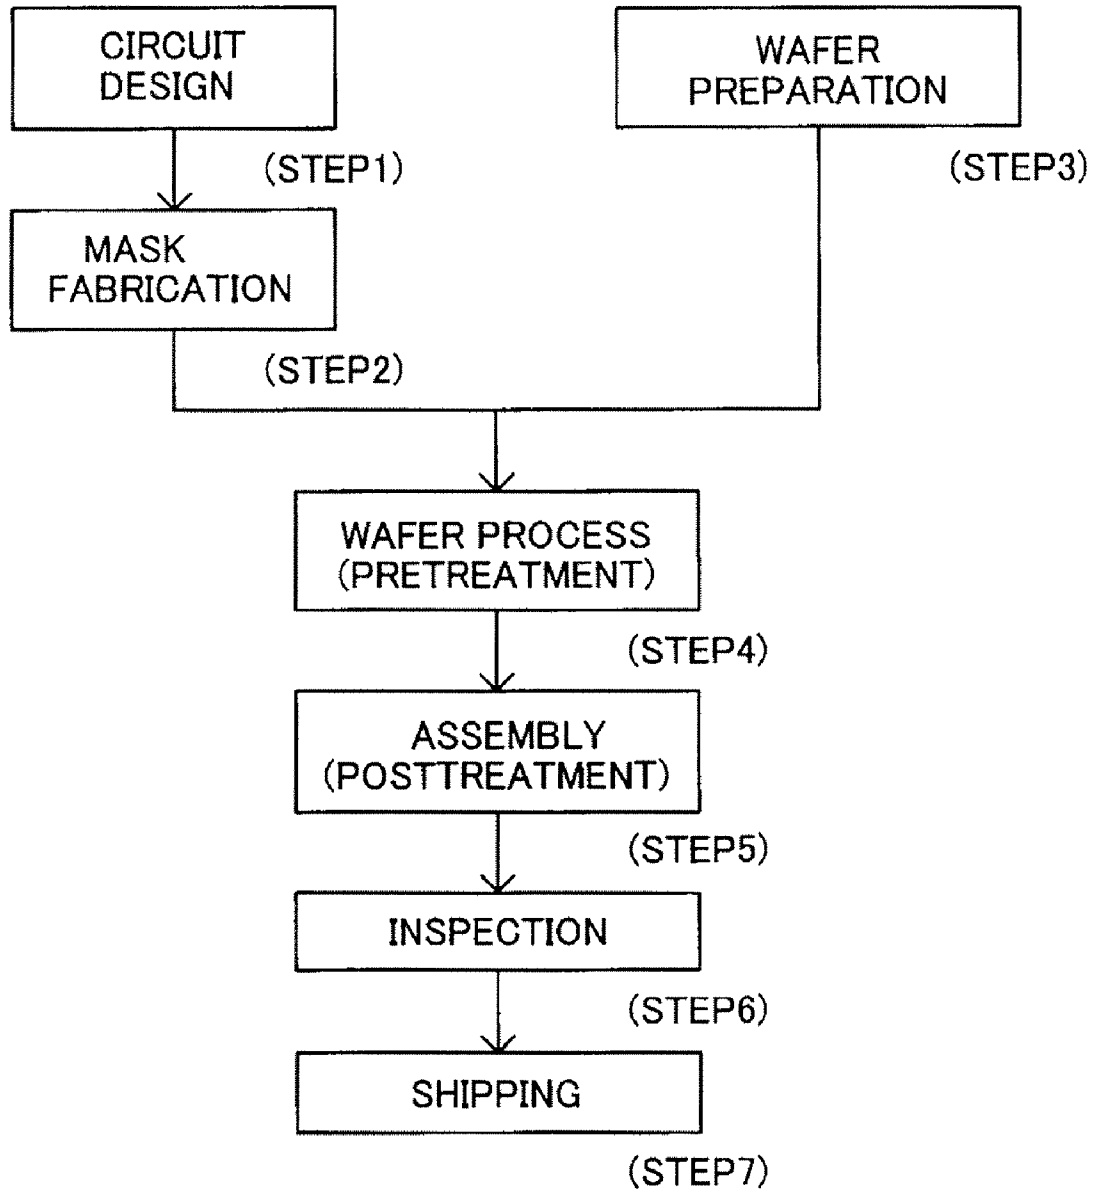 CIRCUIT
DESIGN
(STEP1)
MASK
FABRICATION
(STEP2)
WAFER
PREPARATION
(STEP3)
WAFER PROCESS
(PRETREATMENT)
(STEP4)
ASSEMBLY
(POSTTREATMENT)
(STEP5)
INSPECTION
(STEP6)
SHIPPING
(STEP7)